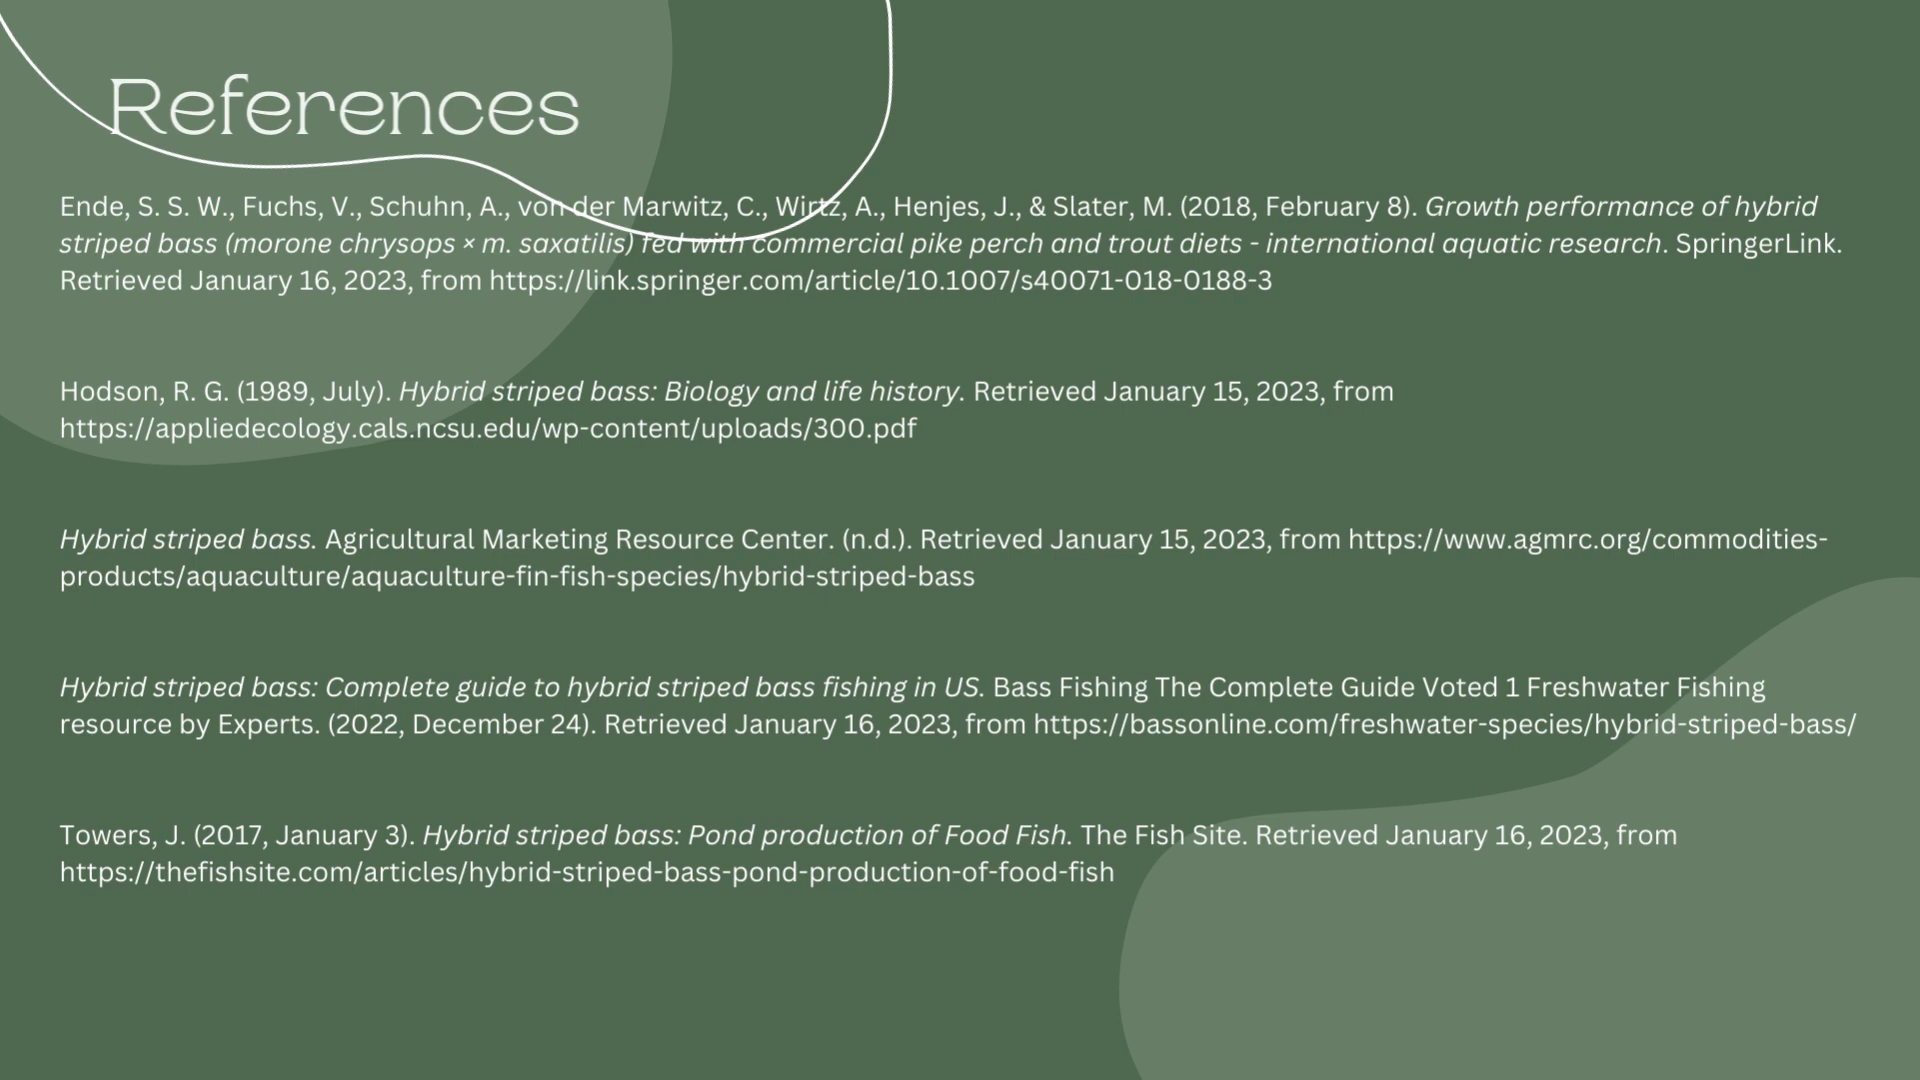 References
Ende, S. S. W., Fuchs, V., Schuhn, A., von der Marwitz, C., Wirtz, A., Henjes, J., & Slater, M. (2018, February 8). Growth performance of hybrid
striped bass (morone chrysops × m. saxatilis) fed with commercial pike perch and trout diets - international aquatic research. SpringerLink.
Retrieved January 16, 2023, from https://link.springer.com/article/10.1007/s40071-018-0188-3
Hodson, R. G. (1989, July). Hybrid striped bass: Biology and life history. Retrieved January 15, 2023, from
https://appliedecology.cals.ncsu.edu/wp-content/uploads/300.pdf
Hybrid striped bass. Agricultural Marketing Resource Center. (n.d.). Retrieved January 15, 2023, from https://www.agmrc.org/commodities-
products/aquaculture/aquaculture-fin-fish-species/hybrid-striped-bass
Hybrid striped bass: Complete guide to hybrid striped bass fishing in US. Bass Fishing The Complete Guide Voted 1 Freshwater Fishing
resource by Experts. (2022, December 24). Retrieved January 16, 2023, from https://bassonline.com/freshwater-species/hybrid-striped-bass/
Towers, J. (2017, January 3). Hybrid striped bass: Pond production of Food Fish. The Fish Site. Retrieved January 16, 2023, from
https://thefishsite.com/articles/hybrid-striped-bass-pond-production-of-food-fish